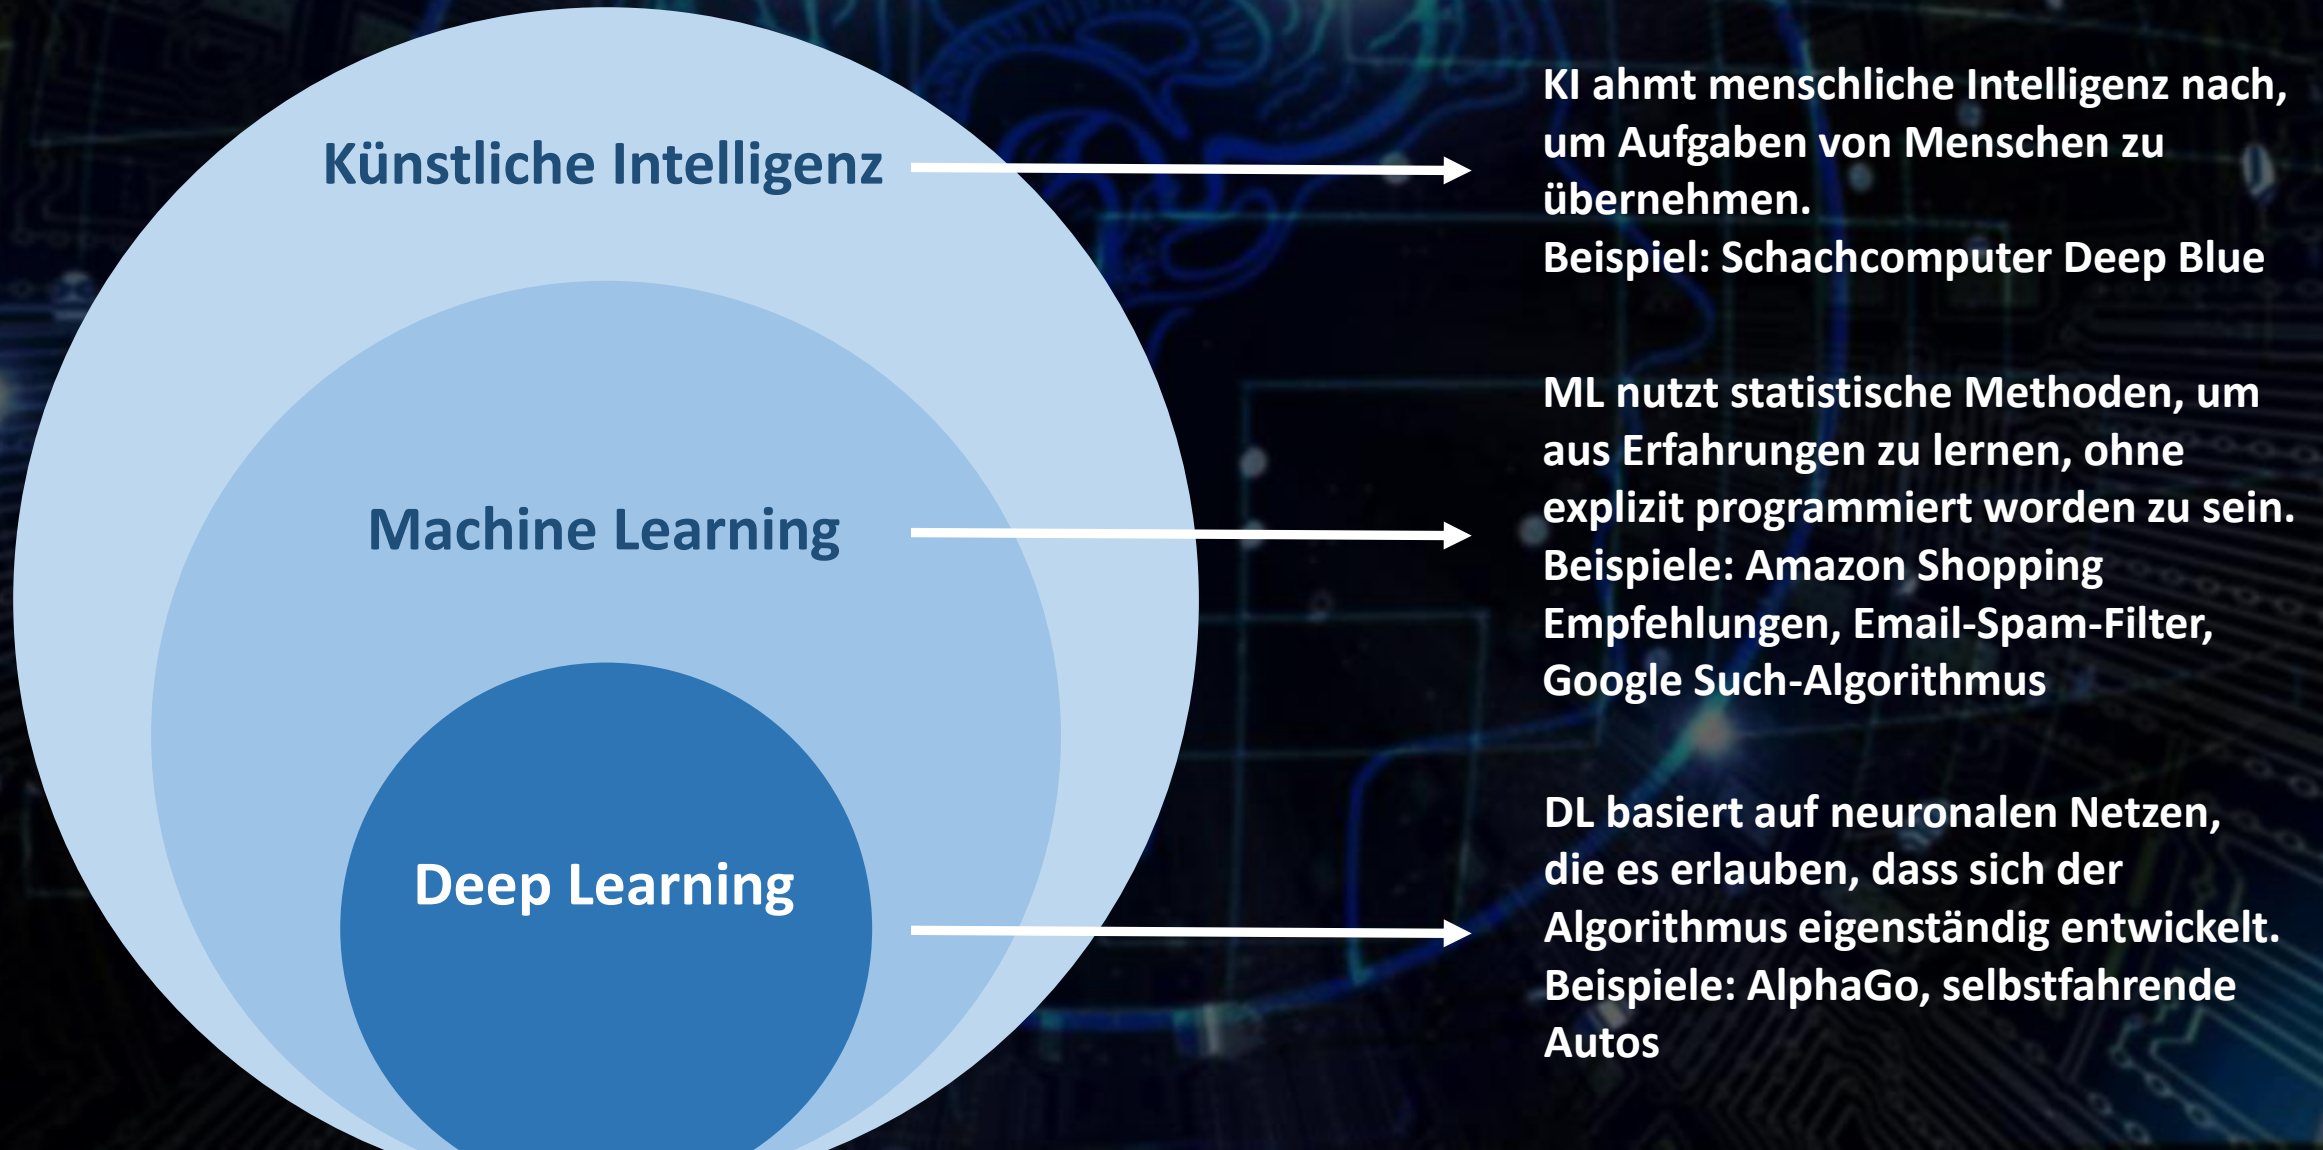 Künstliche Intelligenz
KI ahmt menschliche Intelligenz nach,
um Aufgaben von Menschen zu
übernehmen.
Beispiel: Schachcomputer Deep Blue
Machine Learning
ML nutzt statistische Methoden, um
aus Erfahrungen zu lernen, ohne
explizit programmiert worden zu sein.
Beispiele: Amazon Shopping
Empfehlungen, Email-Spam-Filter,
Google Such-Algorithmus
Deep Learning
DL basiert auf neuronalen Netzen,
die es erlauben, dass sich der
Algorithmus eigenständig entwickelt.
Beispiele: AlphaGo, selbstfahrende
Autos